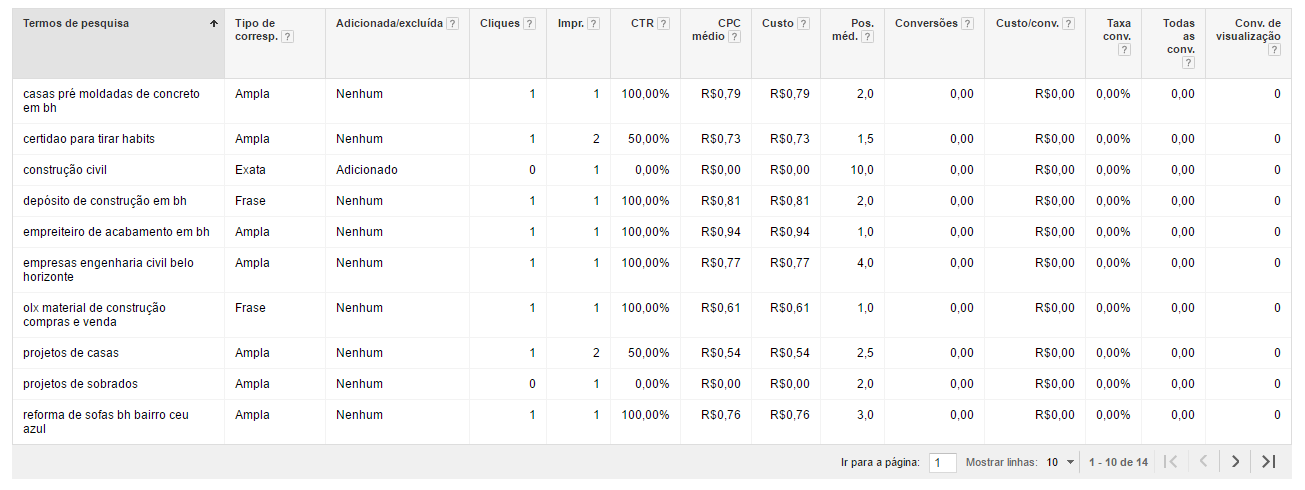 Termos de pesquisa Tipo de corresp. ? Adicionada/excluída ? Cliques ? Impr. ? CTR ? CPC médio ? Custo ? Pos. méd. ? Conversões ? Custo/conv. ? Taxa conv. ? Todas as conv. ? Conv. de visualização ?
casas pré moldadas de concreto em bh Ampla Nenhum 1 1 100,00% R$0,79 R$0,79 2,0 0,00 R$0,00 0,00% 0,00 0
certidao para tirar habits Ampla Nenhum 1 2 50,00% R$0,73 R$0,73 1,5 0,00 R$0,00 0,00% 0,00 0
construção civil Exata Adicionado 0 1 0,00% R$0,00 R$0,00 10,0 0,00 R$0,00 0,00% 0,00 0
depósito de construção em bh Frase Nenhum 1 1 100,00% R$0,81 R$0,81 2,0 0,00 R$0,00 0,00% 0,00 0
empreiteiro de acabamento em bh Ampla Nenhum 1 1 100,00% R$0,94 R$0,94 1,0 0,00 R$0,00 0,00% 0,00 0
empresas engenharia civil belo horizonte Ampla Nenhum 1 1 100,00% R$0,77 R$0,77 4,0 0,00 R$0,00 0,00% 0,00 0
olx material de construção compras e venda Frase Nenhum 1 1 100,00% R$0,61 R$0,61 1,0 0,00 R$0,00 0,00% 0,00 0
projetos de casas Ampla Nenhum 1 2 50,00% R$0,54 R$0,54 2,5 0,00 R$0,00 0,00% 0,00 0
projetos de sobrados Ampla Nenhum 0 1 0,00% R$0,00 R$0,00 2,0 0,00 R$0,00 0,00% 0,00 0
reforma de sofas bh bairro ceu azul Ampla Nenhum 1 1 100,00% R$0,76 R$0,76 3,0 0,00 R$0,00 0,00% 0,00 0
Ir para a página: 1 Mostrar linhas: 10 1 - 10 de 14